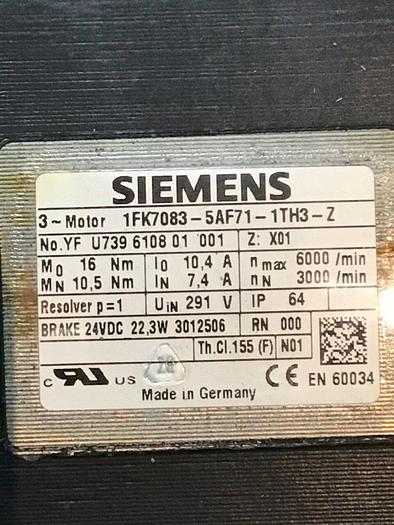 SIEMENS
3~Motor 1FK7083-5AF71-1TH3-Z
No.YF U739 6108 01 001 Z: X01
M0 16 Nm I0 10,4 A nmax 6000 /min
MN 10,5 Nm IN 7,4 A nN 3000 /min
Resolver p=1 UIN 291 V IP 64
BRAKE 24VDC 22,3W 3012506 RN 000
Th.Cl.155 (F) N01
c RU US 28 CE EN 60034
Made in Germany